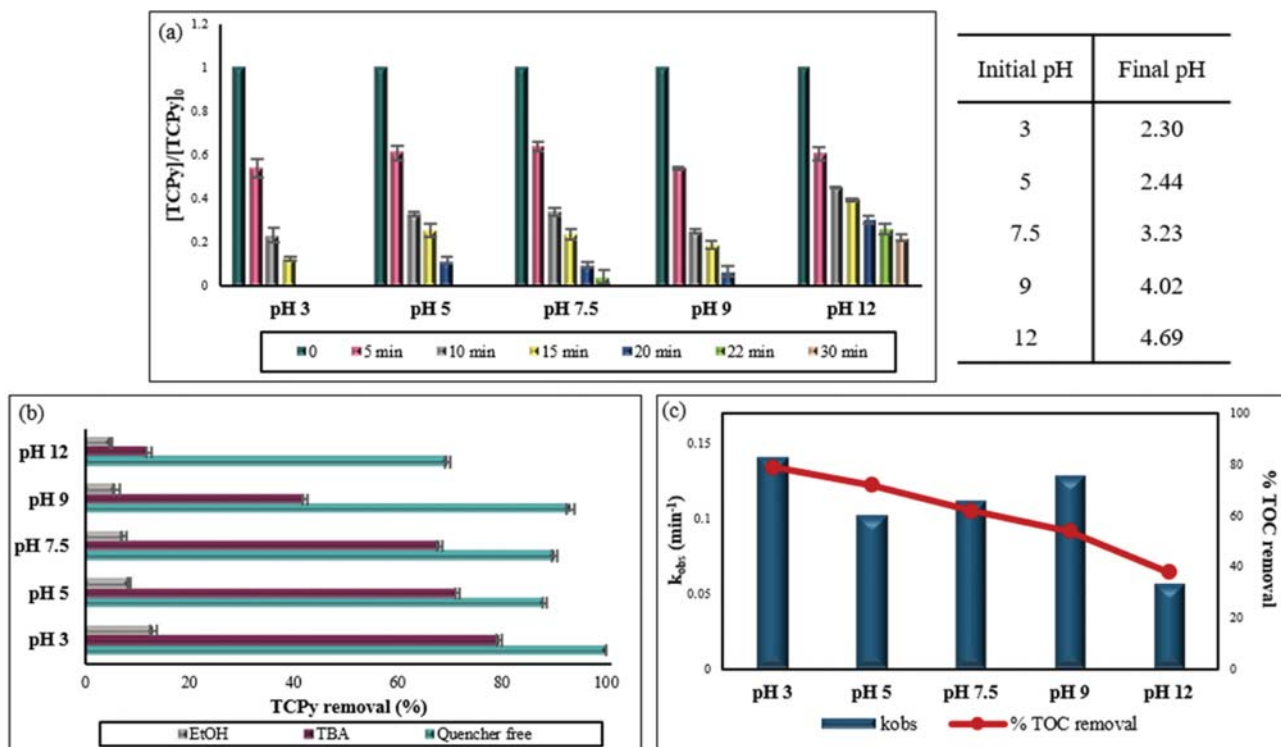 (a)
[TCPy]/[TCPy]0
1.2
1
0.8
0.6
0.4
0.2
0
pH 3 pH 5 pH 7.5 pH 9 pH 12
0 5 min 10 min 15 min 20 min 22 min 30 min
Initial pH Final pH
3 2.30
5 2.44
7.5 3.23
9 4.02
12 4.69
(b)
pH 12
pH 9
pH 7.5
pH 5
pH 3
0 20 40 60 80 100
TCPy removal (%)
EtOH TBA Quencher free
(c)
kobs (min-1)
0.15
0.1
0.05
0
100
80
60
40
20
0
% TOC removal
pH 3 pH 5 pH 7.5 pH 9 pH 12
kobs % TOC removal